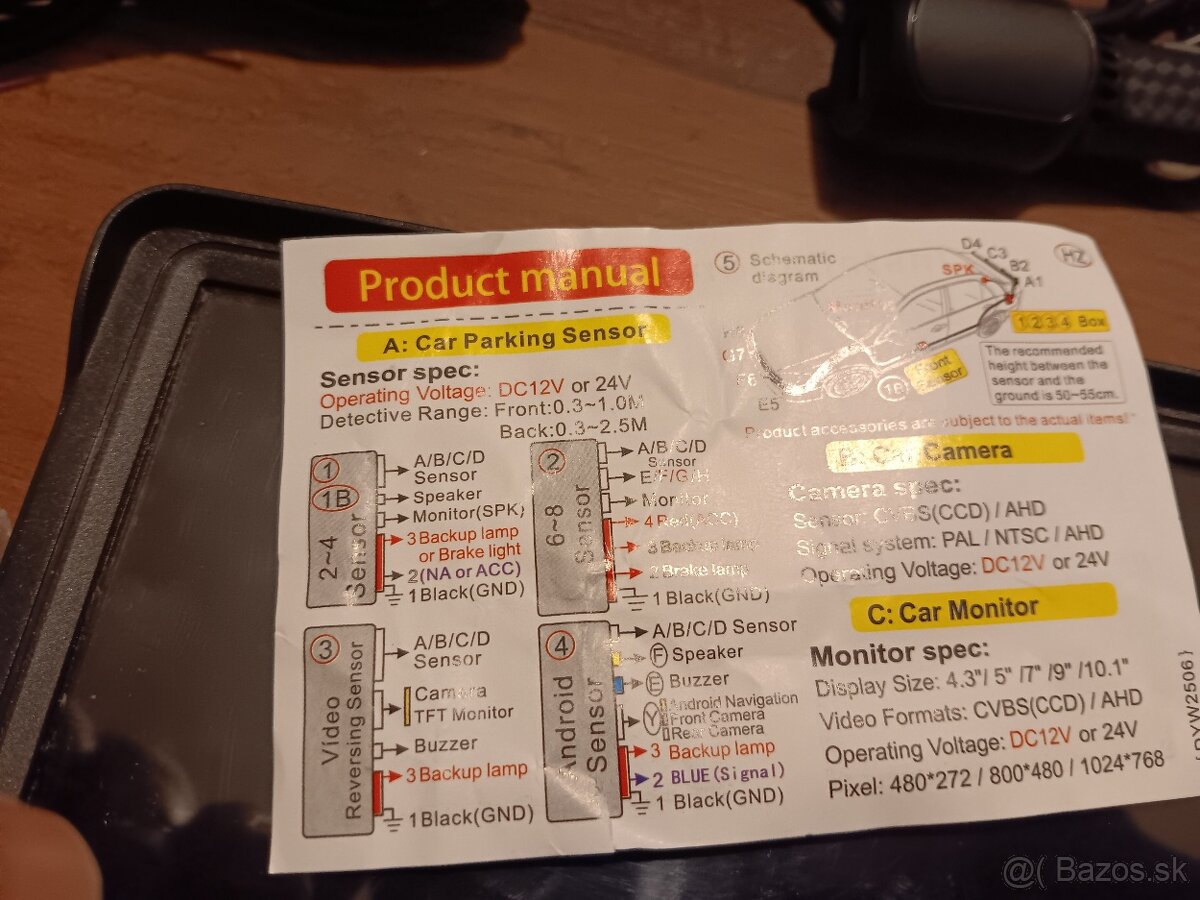 Product manual
A: Car Parking Sensor
Sensor spec:
Operating Voltage: DC12V or 24V
Detective Range: Front:0.3~1.0M
Back:0.3~2.5M
1
1B
2~4
Sensor
A/B/C/D
Sensor
Speaker
Monitor(SPK)
3 Backup lamp
or Brake light
2(NA or ACC)
1 Black(GND)
2
6~8
Sensor
A/B/C/D
Sensor
E/F/G/H
Monitor
4 Red(ACC)
3 Backup lamp
2 Brake lamp
1 Black(GND)
3
Video
Reversing Sensor
A/B/C/D
Sensor
Camera
TFT Monitor
Buzzer
3 Backup lamp
1 Black(GND)
4
Android
Sensor
A/B/C/D Sensor
F Speaker
E Buzzer
Y
Android Navigation
Front Camera
Rear Camera
3 Backup lamp
2 BLUE(Signal)
1 Black(GND)
5 Schematic
diagram
HZ
D4
C3
B2
A1
SPK
1 2 3 4 Box
G7
F6
E5
1B
Front
Sensor
The recommended
height between the
sensor and the
ground is 50~55cm.
Product accessories are subject to the actual items!
B: Car Camera
Camera spec:
Sensor: CVBS(CCD) / AHD
Signal system: PAL / NTSC / AHD
Operating Voltage: DC12V or 24V
C: Car Monitor
Monitor spec:
Display Size: 4.3"/ 5" /7" /9" /10.1"
Video Formats: CVBS(CCD) / AHD
Operating Voltage: DC12V or 24V
Pixel: 480*272 / 800*480 / 1024*768
@( Bazos.sk